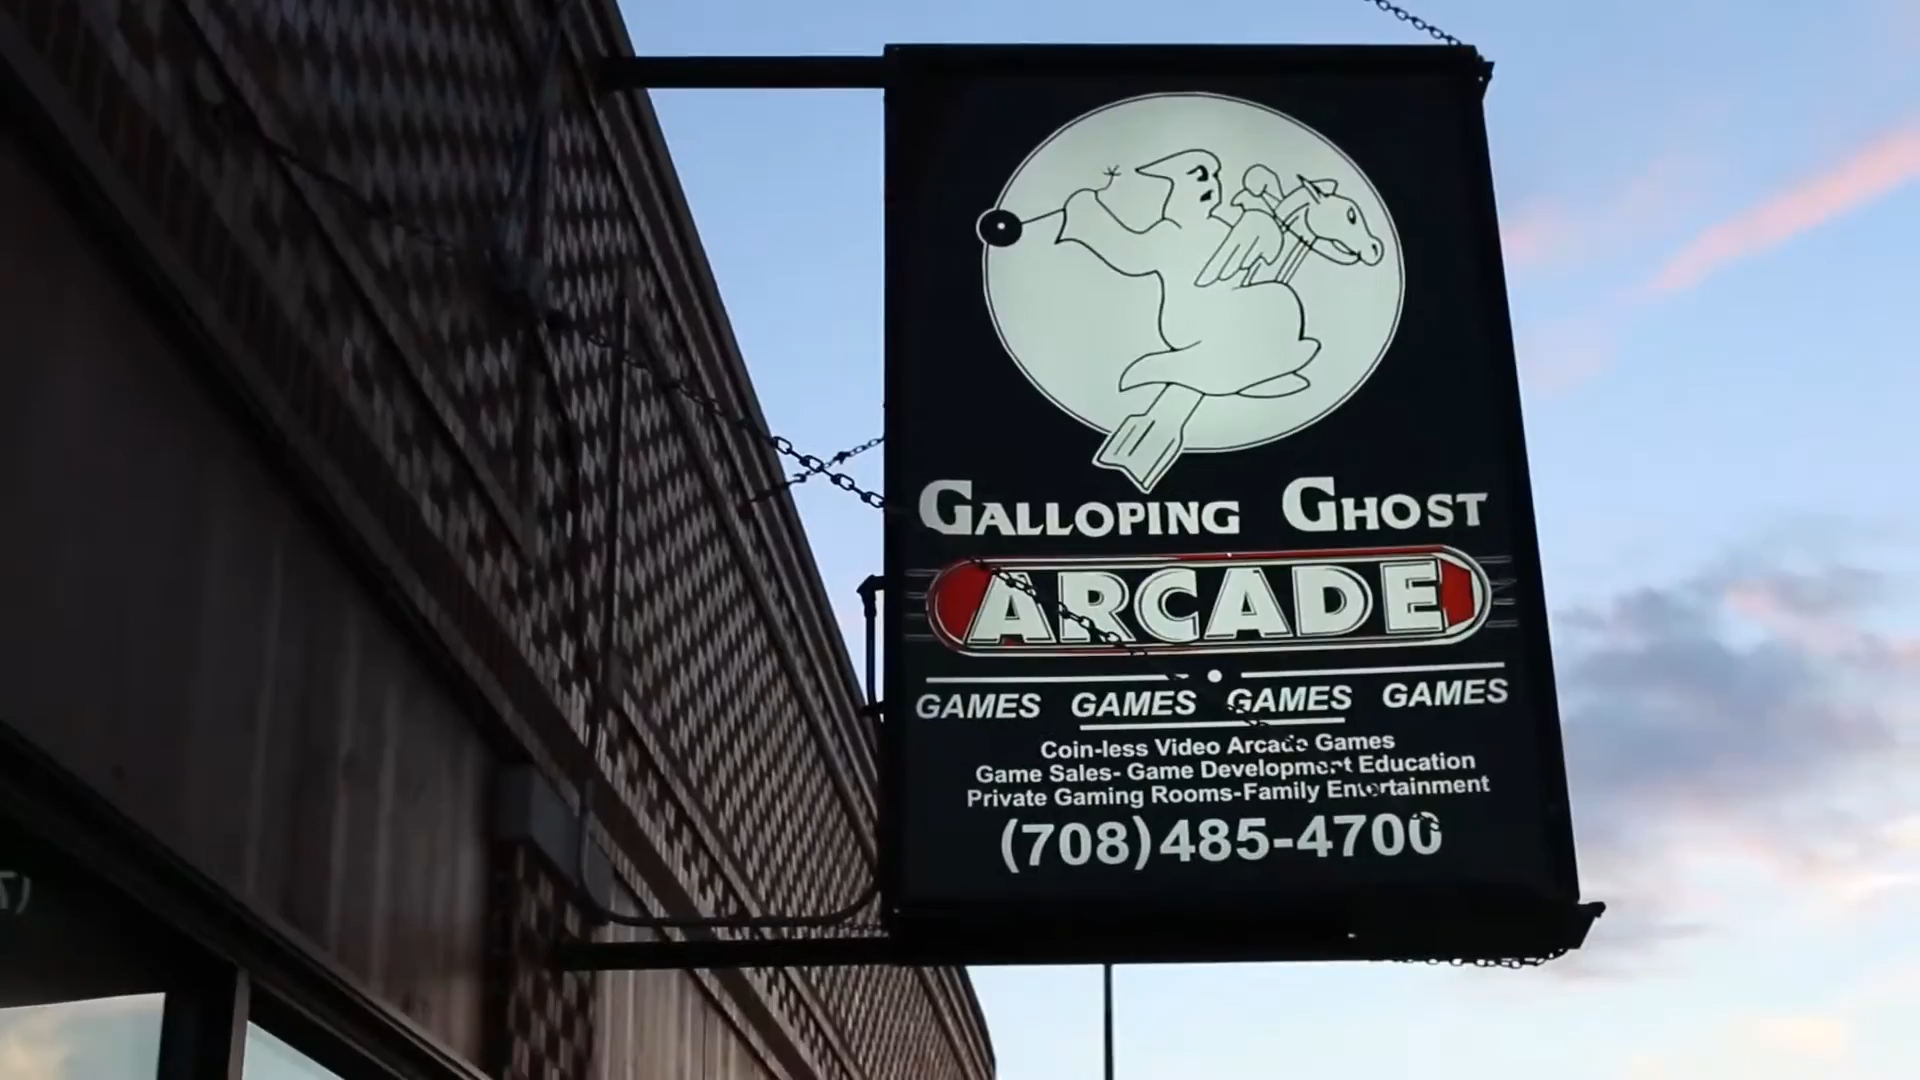 GALLOPING GHOST
ARCADE
GAMES GAMES GAMES GAMES
Coin-less Video Arcade Games
Game Sales- Game Development Education
Private Gaming Rooms-Family Entertainment
(708)485-4700